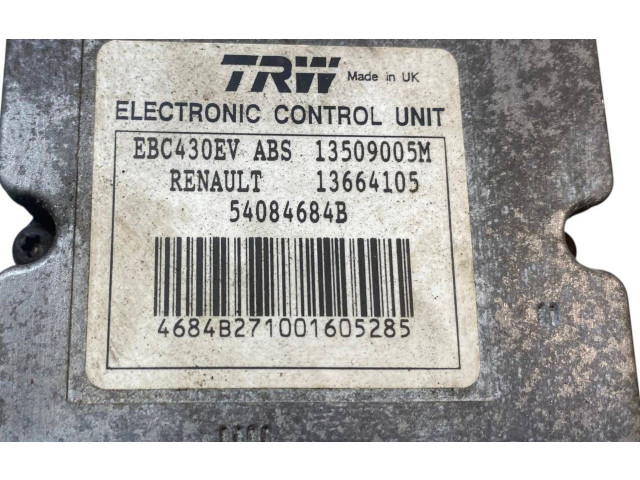 TRW Made in UK
ELECTRONIC CONTROL UNIT
EBC430EV ABS 13509005M
RENAULT 13664105
54084684B
4684B271001605285